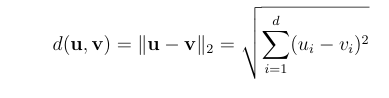 d(𝐮, 𝐯) = ‖𝐮 − 𝐯‖₂ = √(∑_{i=1}^{d} (u_i − v_i)²)